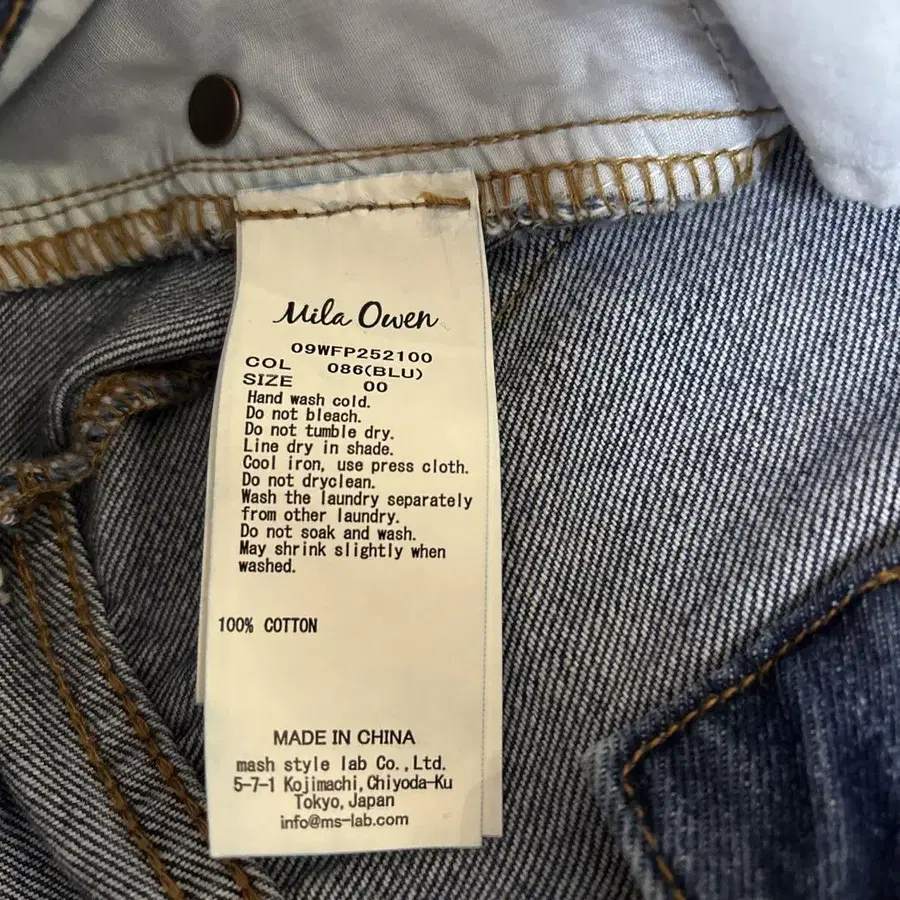 Mila Owen
09WFP252100
COL 086(BLU)
SIZE 00
Hand wash cold.
Do not bleach.
Do not tumble dry.
Line dry in shade.
Cool iron, use press cloth.
Do not dryclean.
Wash the laundry separately
from other laundry.
Do not soak and wash.
May shrink slightly when
washed.
100% COTTON
MADE IN CHINA
mash style lab Co.,Ltd.
5-7-1 Kojimachi,Chiyoda-Ku
Tokyo,Japan
info@ms-lab.com